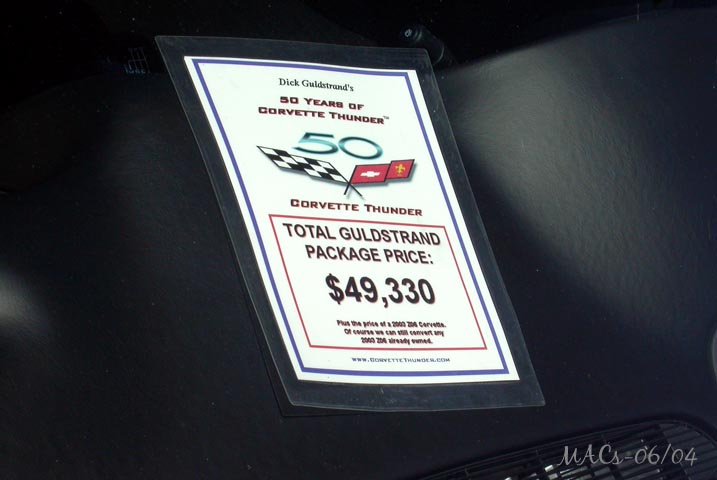 Dick Guldstrand's
50 YEARS OF
CORVETTE THUNDER™
50
CORVETTE THUNDER
TOTAL GULDSTRAND
PACKAGE PRICE:
$49,330
Plus the price of a 2003 Z06 Corvette.
Of course we can still convert any
2003 Z06 already owned.
WWW.CORVETTETHUNDER.COM
MACs-06/04